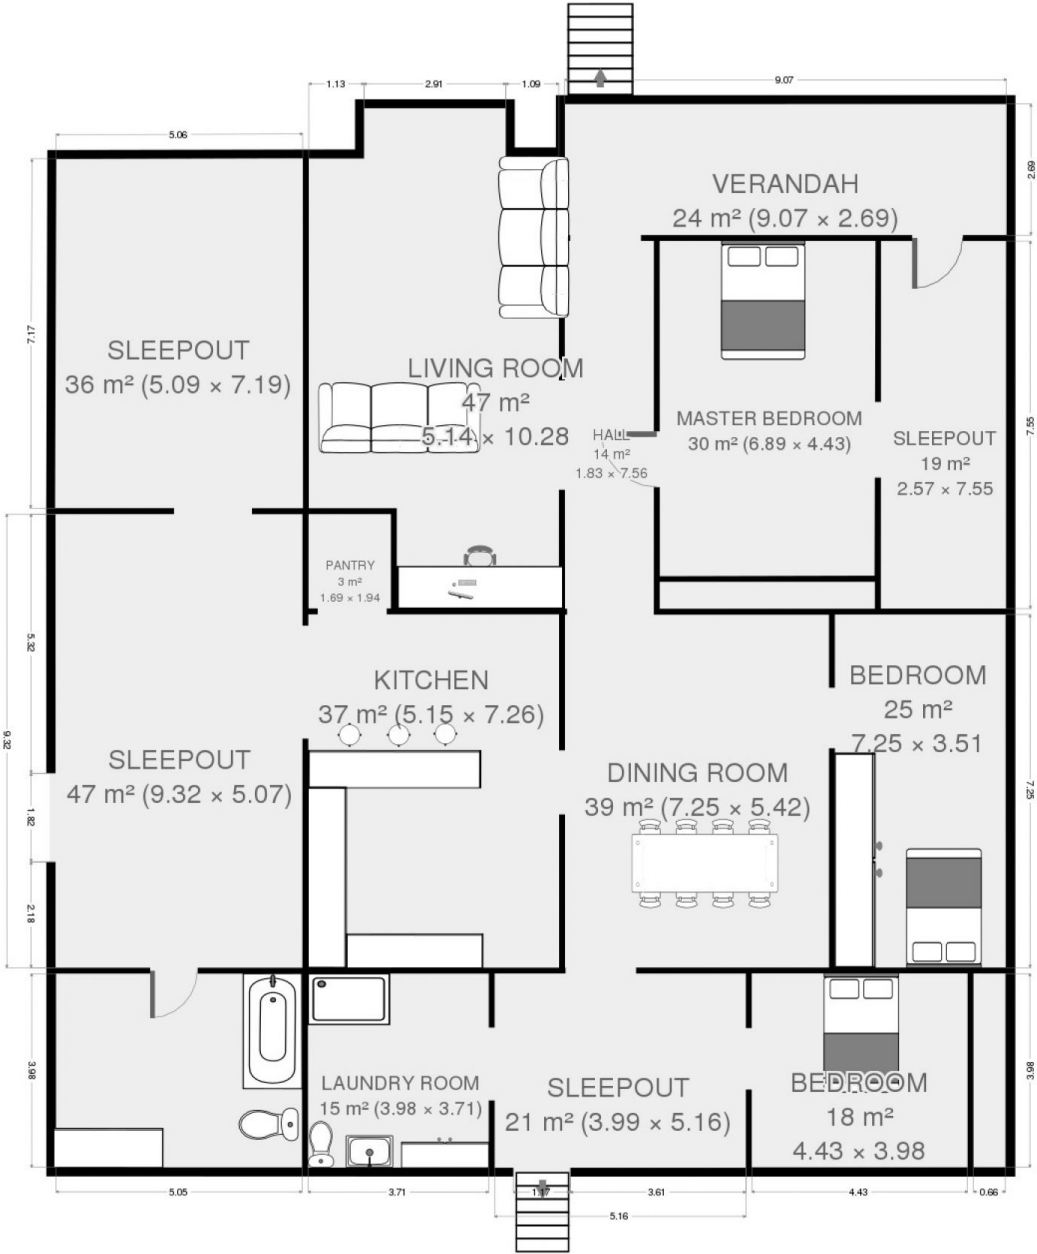 1.13
2.91
1.09
9.07
5.06
2.69
VERANDAH
24 m² (9.07 × 2.69)
7.17
SLEEPOUT
36 m² (5.09 × 7.19)
LIVING ROOM
47 m²
5.14 × 10.28
HALL
14 m²
1.83 × 7.56
MASTER BEDROOM
30 m² (6.89 × 4.43)
SLEEPOUT
19 m²
2.57 × 7.55
7.55
PANTRY
3 m²
1.69 × 1.94
5.32
9.32
KITCHEN
37 m² (5.15 × 7.26)
BEDROOM
25 m²
7.25 × 3.51
SLEEPOUT
47 m² (9.32 × 5.07)
DINING ROOM
39 m² (7.25 × 5.42)
7.25
1.82
2.18
3.98
LAUNDRY ROOM
15 m² (3.98 × 3.71)
SLEEPOUT
21 m² (3.99 × 5.16)
BEDROOM
18 m²
4.43 × 3.98
3.98
5.05
3.71
1.17
3.61
4.43
0.66
5.16